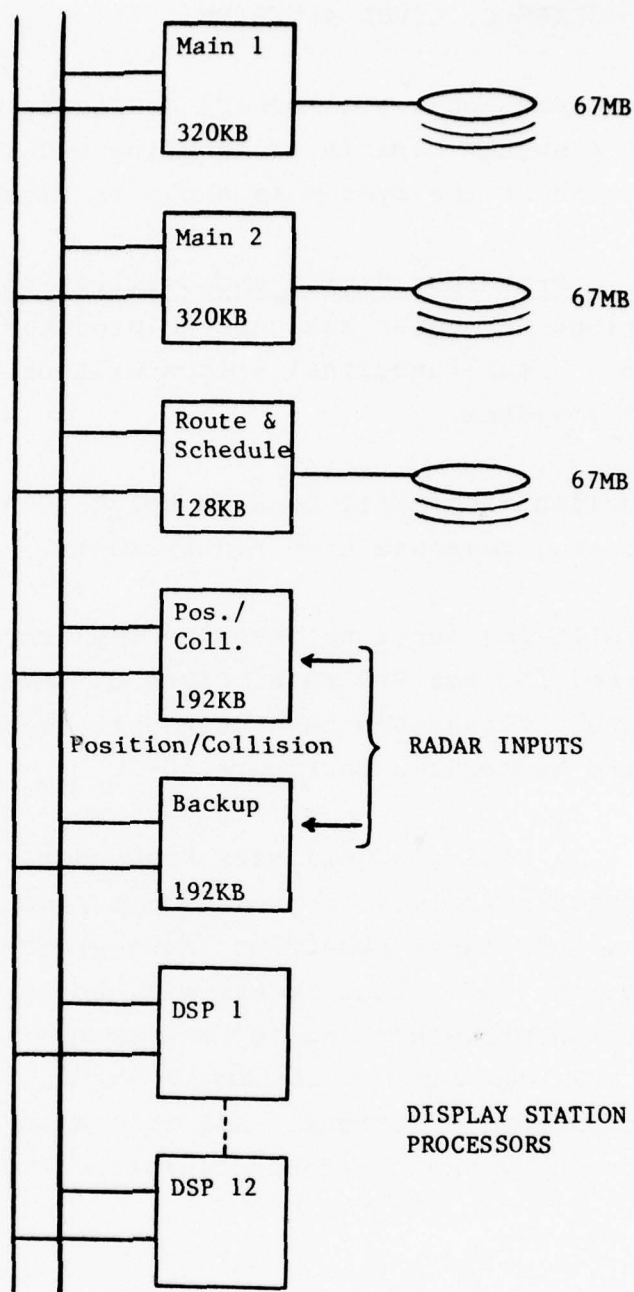 Main 1
320KB
67MB
Main 2
320KB
67MB
Route &
Schedule
128KB
67MB
Pos./
Coll.
192KB
Position/Collision
RADAR INPUTS
Backup
192KB
DSP 1
DISPLAY STATION
PROCESSORS
DSP 12